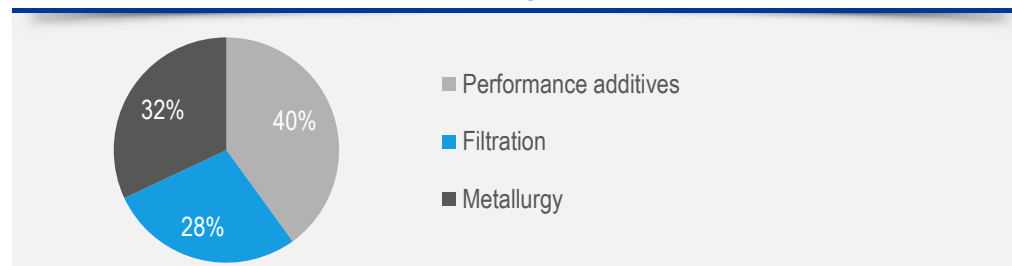 32%
40%
28%
Performance additives
Filtration
Metallurgy